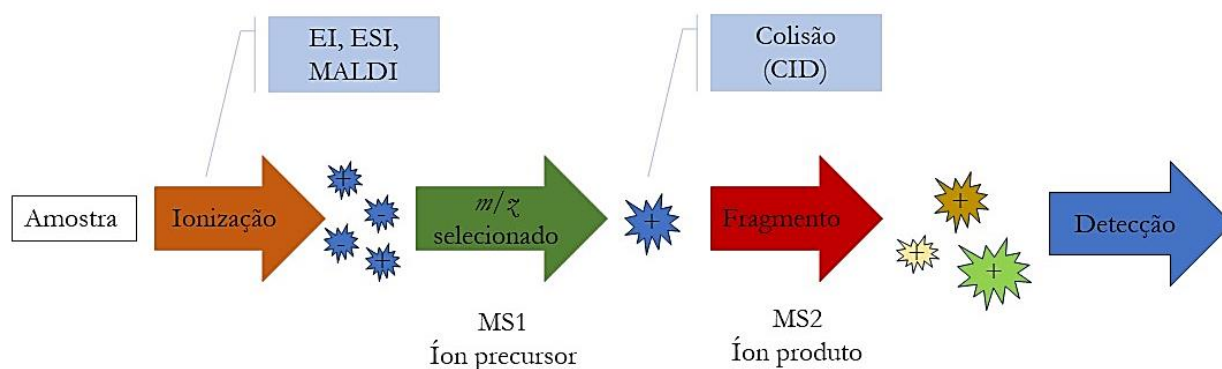 EI, ESI,
MALDI
Colisão
(CID)
Amostra
Ionização
+
-
-
+
m/z
selecionado
+
Fragmento
+
+
+
Detecção
MS1
Íon precursor
MS2
Íon produto